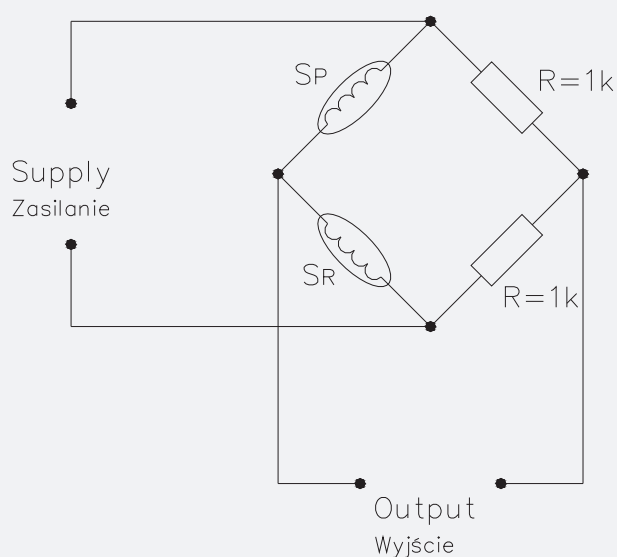 SP
R=1k
Supply
Zasilanie
SR
R=1k
Output
Wyjście